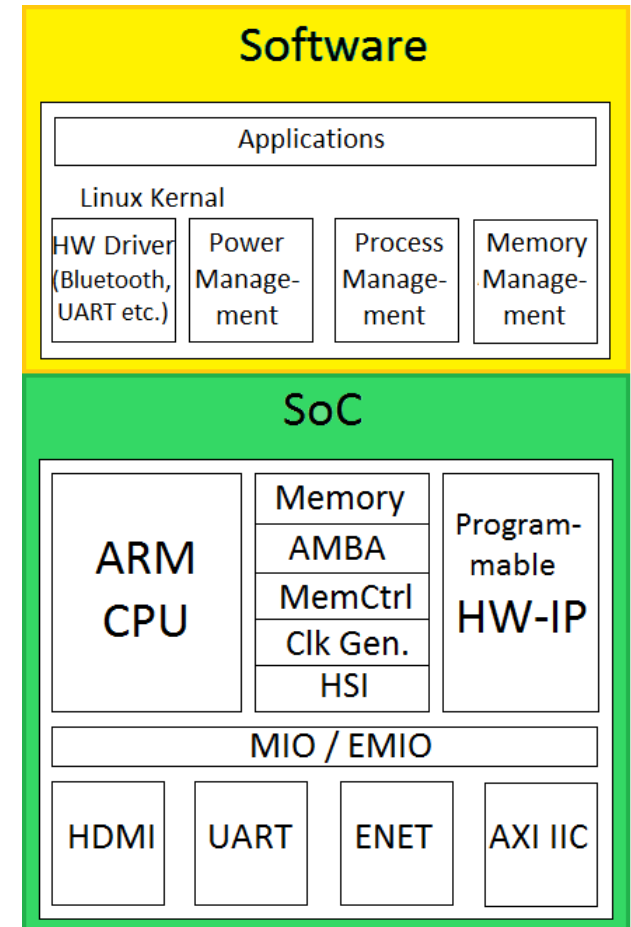 Software
Applications
Linux Kernal
HW Driver
(Bluetooth,
UART etc.)
Power
Manage-
ment
Process
Manage-
ment
Memory
Manage-
ment
SoC
ARM
CPU
Memory
AMBA
MemCtrl
Clk Gen.
HSI
Program-
mable
HW-IP
MIO / EMIO
HDMI
UART
ENET
AXI IIC